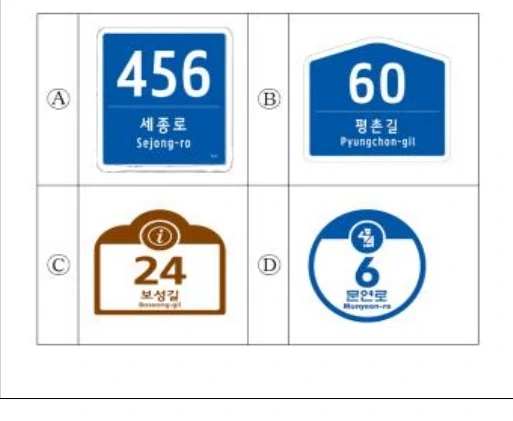 Ⓐ
456
세종로
Sejong-ro
Ⓑ
60
평촌길
Pyungchon-gil
Ⓒ
i
24
보성길
Boseong-gil
Ⓓ
6
문연로
Munyeon-ro